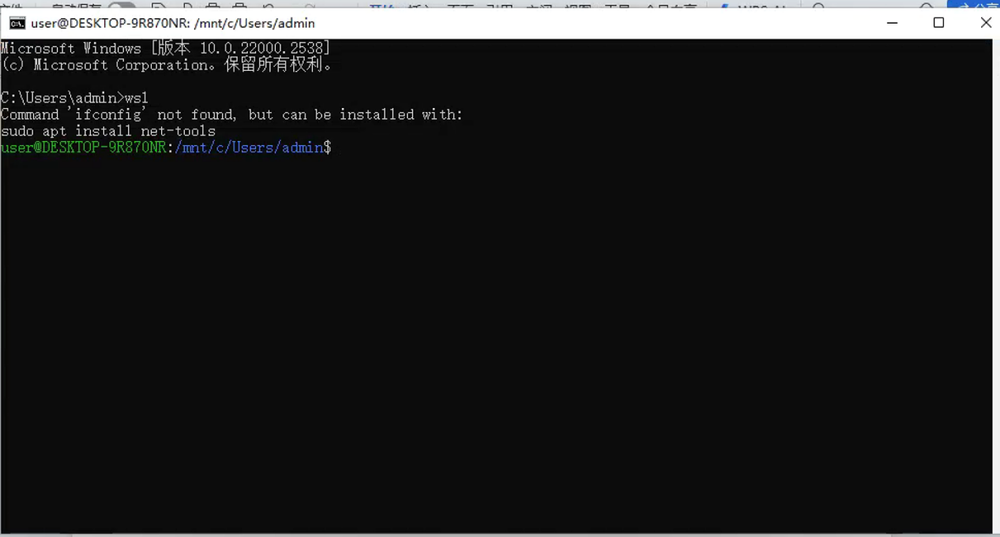 user@DESKTOP-9R870NR: /mnt/c/Users/admin
Microsoft Windows [版本 10.0.22000.2538]
(c) Microsoft Corporation。保留所有权利。
C:\Users\admin>wsl
Command 'ifconfig' not found, but can be installed with:
sudo apt install net-tools
user@DESKTOP-9R870NR:/mnt/c/Users/admin$